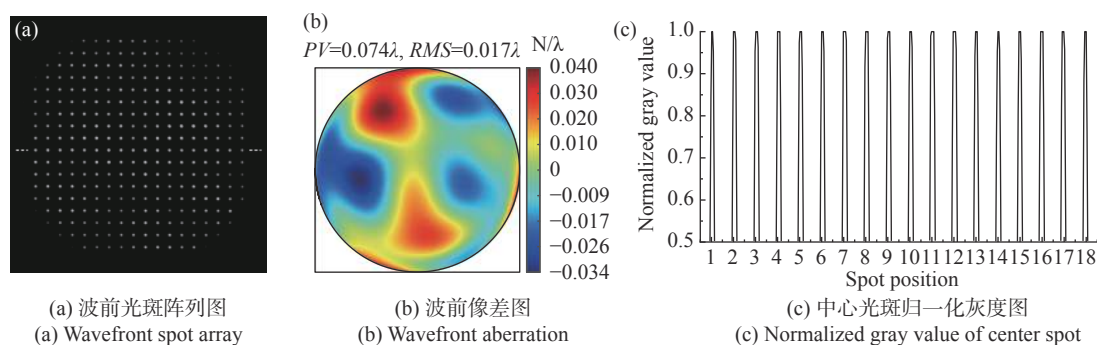 (a)
(b)
PV=0.074λ, RMS=0.017λ
N/λ
0.040
0.030
0.020
0.010
0
−0.009
−0.017
−0.026
−0.034
(c)
Normalized gray value
1.0
0.9
0.8
0.7
0.6
0.5
1 2 3 4 5 6 7 8 9 10 11 12 13 14 15 16 17 18
Spot position
(a) 波前光斑阵列图
(a) Wavefront spot array
(b) 波前像差图
(b) Wavefront aberration
(c) 中心光斑归一化灰度图
(c) Normalized gray value of center spot